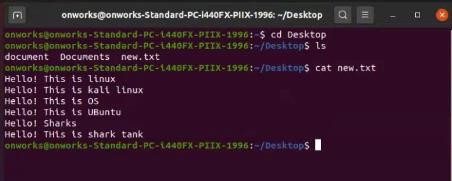 onworks@onworks-Standard-PC-i440FX-PIIX-1996: ~/Desktop
onworks@onworks-Standard-PC-i440FX-PIIX-1996:~$ cd Desktop
onworks@onworks-Standard-PC-i440FX-PIIX-1996:~/Desktop$ ls
document  Documents  new.txt
onworks@onworks-Standard-PC-i440FX-PIIX-1996:~/Desktop$ cat new.txt
Hello! This is linux
Hello! This is kali linux
Hello! This is OS
Hello! This is UBuntu
Hello! Sharks
Hello! THis is shark tank
onworks@onworks-Standard-PC-i440FX-PIIX-1996:~/Desktop$